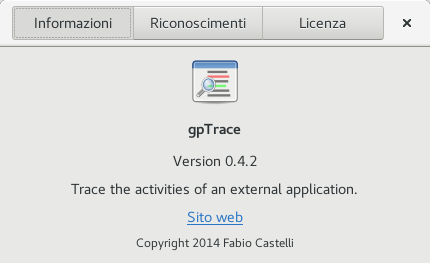 Informazioni Riconoscimenti Licenza
gpTrace
Version 0.4.2
Trace the activities of an external application.
Sito web
Copyright 2014 Fabio Castelli